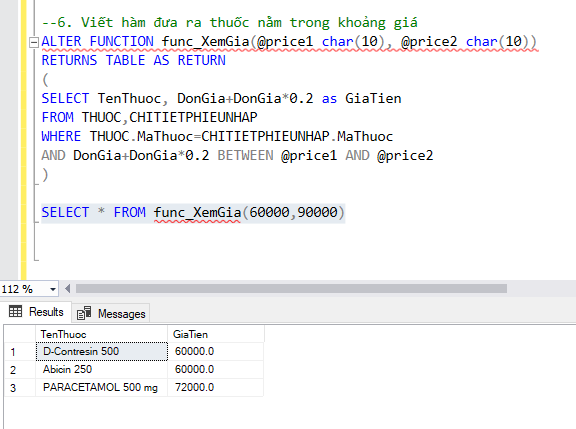 --6. Viết hàm đưa ra thuốc nằm trong khoảng giá
ALTER FUNCTION func_XemGia(@price1 char(10), @price2 char(10))
RETURNS TABLE AS RETURN
(
SELECT TenThuoc, DonGia+DonGia*0.2 as GiaTien
FROM THUOC,CHITIETPHIEUNHAP
WHERE THUOC.MaThuoc=CHITIETPHIEUNHAP.MaThuoc
AND DonGia+DonGia*0.2 BETWEEN @price1 AND @price2
)
SELECT * FROM func_XemGia(60000,90000)
112 %
Results Messages
TenThuoc GiaTien
1 D-Contresin 500 60000.0
2 Abicin 250 60000.0
3 PARACETAMOL 500 mg 72000.0